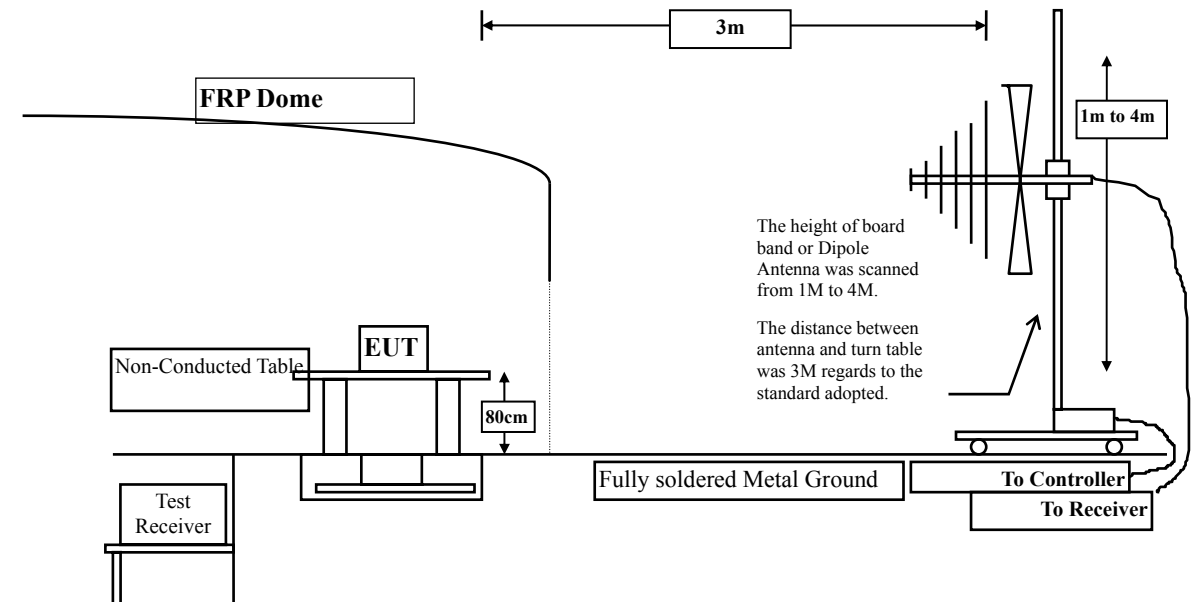 3m
FRP Dome
1m to 4m
The height of board
band or Dipole
Antenna was scanned
from 1M to 4M.
The distance between
antenna and turn table
was 3M regards to the
standard adopted.
EUT
Non-Conducted Table
80cm
Fully soldered Metal Ground
To Controller
To Receiver
Test
Receiver